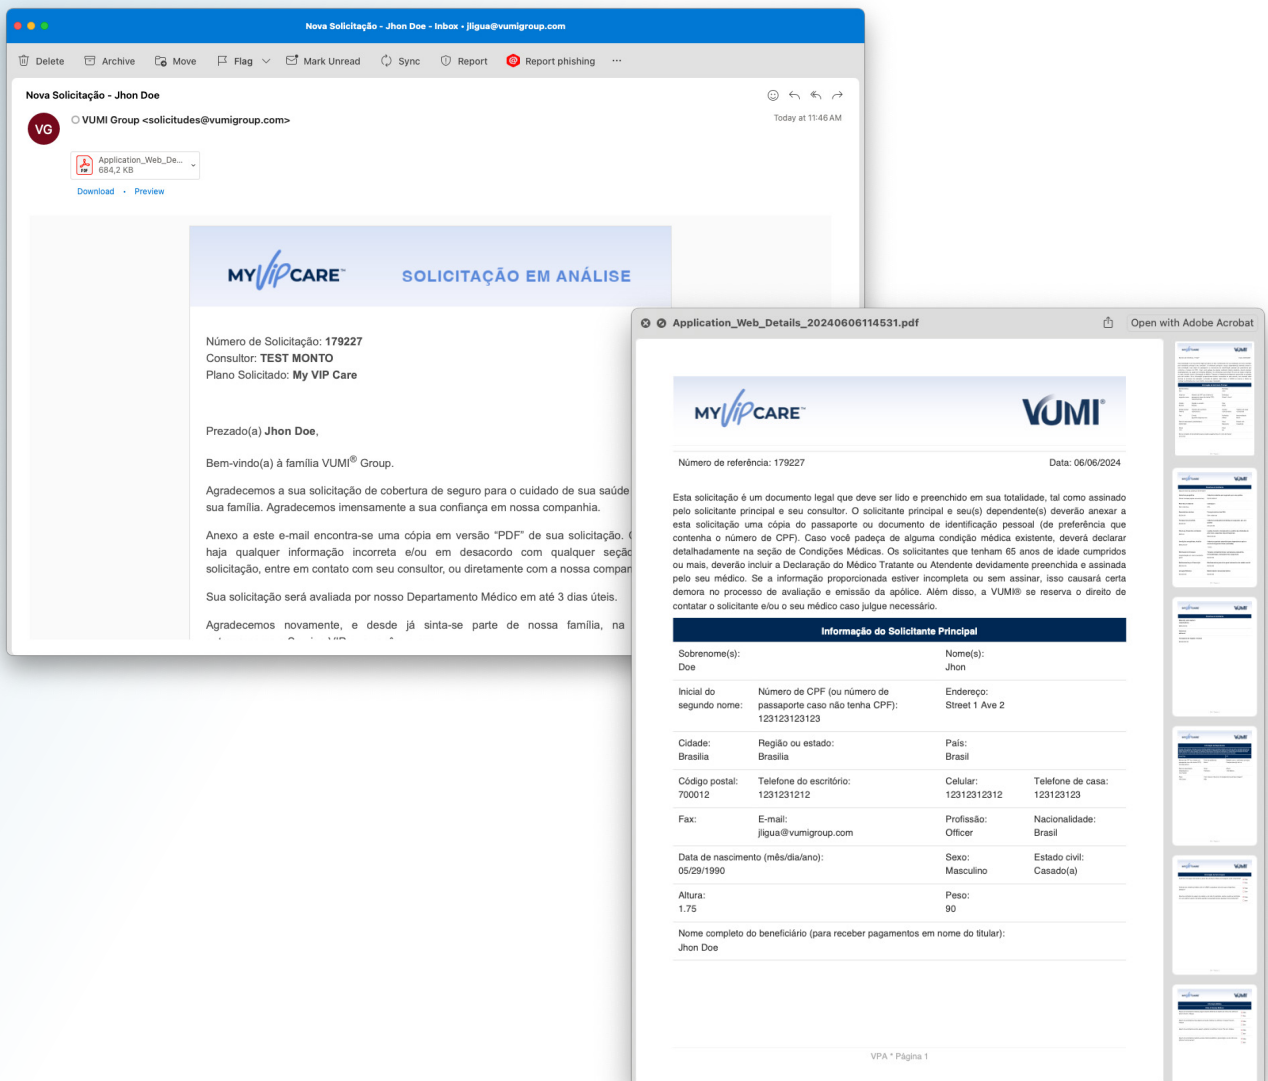 Nova Solicitação - Jhon Doe - Inbox • jligua@vumigroup.com
Delete Archive Move Flag Mark Unread Sync Report Report phishing ...
Nova Solicitação - Jhon Doe
VG
VUMI Group <solicitudes@vumigroup.com>
Today at 11:46 AM
Application_Web_De...
684,2 KB
Download • Preview
MY VIP CARE™
SOLICITAÇÃO EM ANÁLISE
Número de Solicitação: 179227
Consultor: TEST MONTO
Plano Solicitado: My VIP Care
Prezado(a) Jhon Doe,
Bem-vindo(a) à família VUMI® Group.
Agradecemos a sua solicitação de cobertura de seguro para o cuidado de sua saúde
sua família. Agradecemos imensamente a sua confiança em nossa companhia.
Anexo a este e-mail encontra-se uma cópia em versão "PDF" de sua solicitação.
haja qualquer informação incorreta e/ou em desacordo com qualquer seção
solicitação, entre em contato com seu consultor, ou diretamente com a nossa compan
Sua solicitação será avaliada por nosso Departamento Médico em até 3 dias úteis.
Agradecemos novamente, e desde já sinta-se parte de nossa família, na
Application_Web_Details_20240606114531.pdf
Open with Adobe Acrobat
MY VIP CARE™
VUMI®
Número de referência: 179227
Data: 06/06/2024
Esta solicitação é um documento legal que deve ser lido e preenchido em sua totalidade, tal como assinado
pelo solicitante principal e seu consultor. O solicitante principal e seu(s) dependente(s) deverão anexar a
esta solicitação uma cópia do passaporte ou documento de identificação pessoal (de preferência que
contenha o número de CPF). Caso você padeça de alguma condição médica existente, deverá declarar
detalhadamente na seção de Condições Médicas. Os solicitantes que tenham 65 anos de idade cumpridos
ou mais, deverão incluir a Declaração do Médico Tratante ou Atendente devidamente preenchida e assinada
pelo seu médico. Se a informação proporcionada estiver incompleta ou sem assinar, isso causará certa
demora no processo de avaliação e emissão da apólice. Além disso, a VUMI® se reserva o direito de
contatar o solicitante e/ou o seu médico caso julgue necessário.
Informação do Solicitante Principal
Sobrenome(s): Nome(s):
Doe Jhon
Inicial do Número de CPF (ou número de Endereço:
segundo nome: passaporte caso não tenha CPF): Street 1 Ave 2
123123123123
Cidade: Região ou estado: País:
Brasilia Brasilia Brasil
Código postal: Telefone do escritório: Celular: Telefone de casa:
700012 1231231212 12312312312 123123123
Fax: E-mail: Profissão: Nacionalidade:
jligua@vumigroup.com Officer Brasil
Data de nascimento (mês/dia/ano): Sexo: Estado civil:
05/29/1990 Masculino Casado(a)
Altura: Peso:
1.75 90
Nome completo do beneficiário (para receber pagamentos em nome do titular):
Jhon Doe
VPA * Página 1